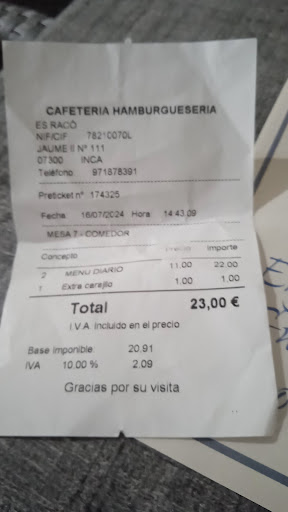 CAFETERIA HAMBURGUESERIA
ES RACÓ
NIF/CIF 78210070L
JAUME II Nº 111
07300 INCA
Teléfono 971878391
Preticket nº 174325
Fecha 16/07/2024 Hora 14:43:09
MESA 7 - COMEDOR
Concepto Precio Importe
2 MENU DIARIO 11,00 22,00
1 Extra carajllo 1,00 1,00
Total 23,00 €
I.V.A. incluido en el precio
Base imponible 20,91
IVA 10,00 % 2,09
Gracias por su visita